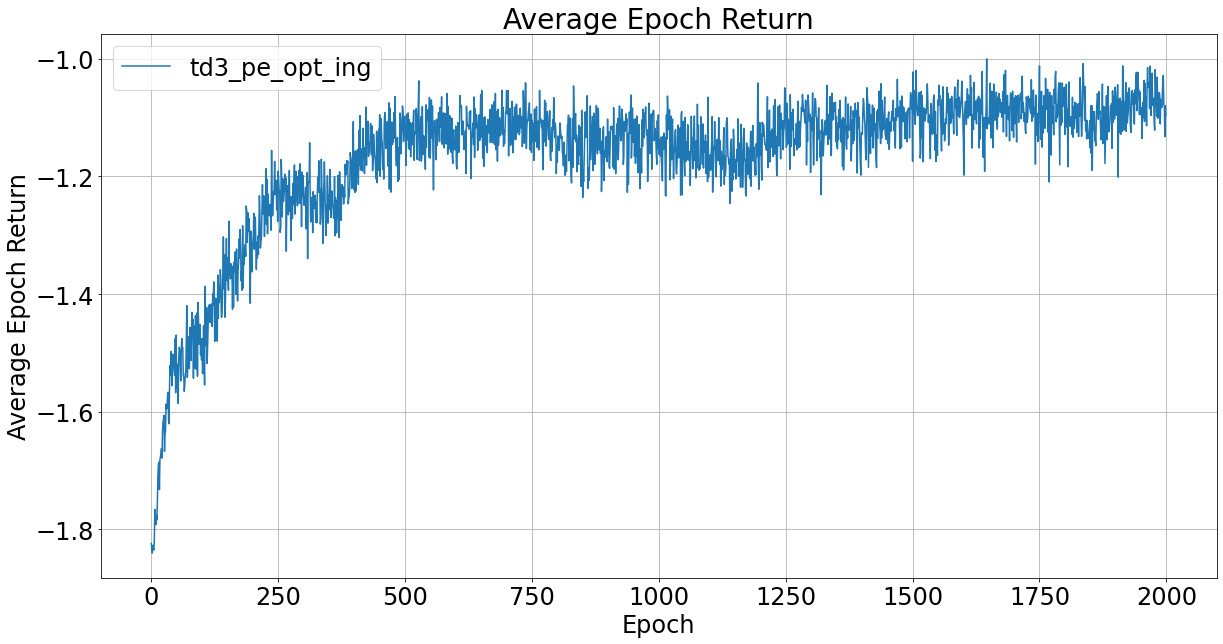 Average Epoch Return
td3_pe_opt_ing
Average Epoch Return
−1.0
−1.2
−1.4
−1.6
−1.8
0 250 500 750 1000 1250 1500 1750 2000
Epoch